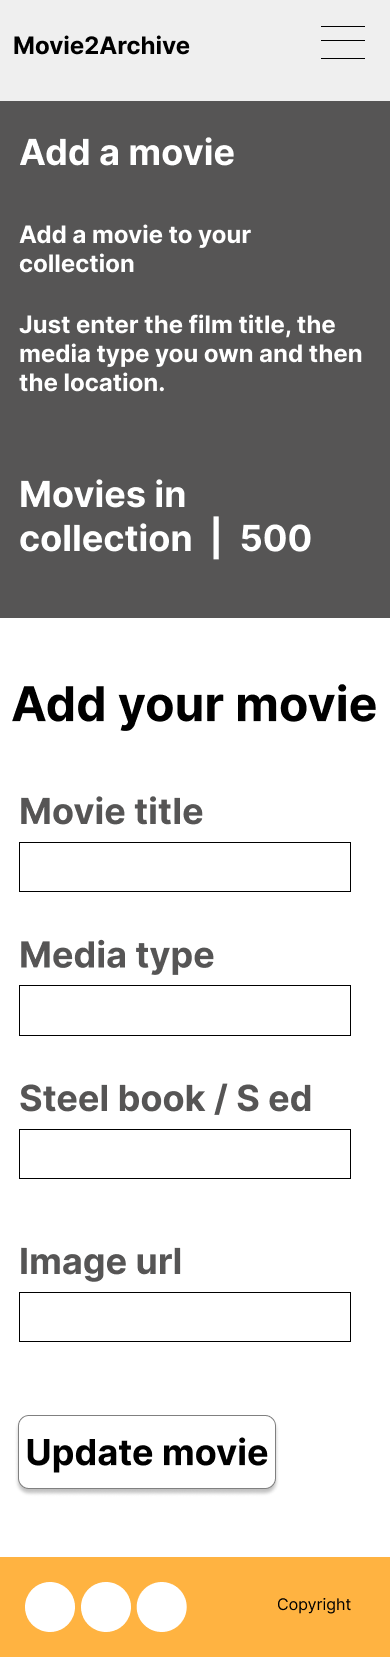 Movie2Archive
Add a movie
Add a movie to your
collection
Just enter the film title, the
media type you own and then
the location.
Movies in
collection | 500
Add your movie
Movie title
Media type
Steel book / S ed
Image url
Update movie
Copyright